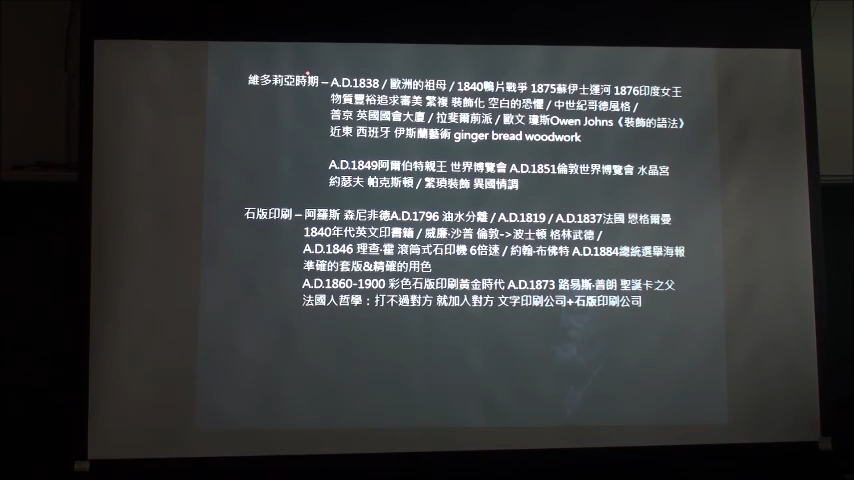 維多莉亞時期 – A.D.1838 / 歐洲的祖母 / 1840鴨片戰爭 1875蘇伊士運河 1876印度女王
物質豐裕追求審美 繁複 裝飾化 空白的恐懼 / 中世紀哥德風格 /
普京 英國國會大廈 / 拉斐爾前派 / 歐文 瓊斯Owen Johns《裝飾的語法》
近東 西班牙 伊斯蘭藝術 ginger bread woodwork
A.D.1849阿爾伯特親王 世界博覽會 A.D.1851倫敦世界博覽會 水晶宮
約瑟夫 帕克斯頓 / 繁瑣裝飾 異國情調
石版印刷 – 阿羅斯 森尼非德A.D.1796 油水分離 / A.D.1819 / A.D.1837法國 恩格爾曼
1840年代英文印書籍 / 威廉·沙普 倫敦->波士頓 格林武德 /
A.D.1846 理查·霍 滾筒式石印機 6倍速 / 約翰·布佛特 A.D.1884總統選舉海報
準確的套版&精確的用色
A.D.1860-1900 彩色石版印刷黃金時代 A.D.1873 路易斯·普朗 聖誕卡之父
法國人哲學：打不過對方 就加入對方 文字印刷公司+石版印刷公司